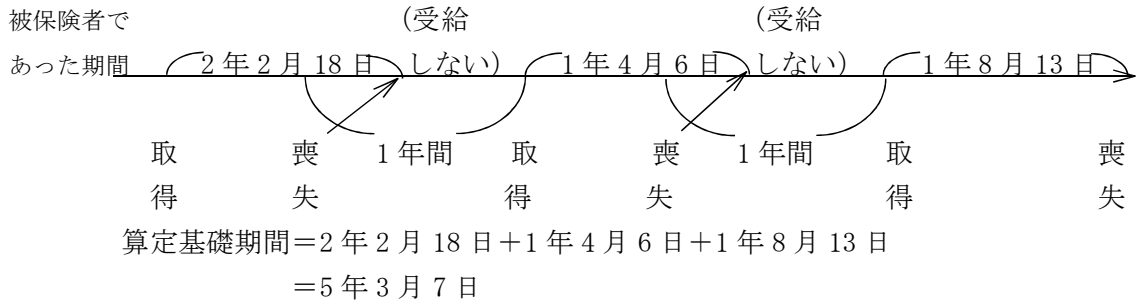 被保険者で (受給 (受給
あった期間 2年2月18日 しない) 1年4月6日 しない) 1年8月13日
取 喪 1年間 取 喪 1年間 取 喪
得 失 得 失 得 失
算定基礎期間=2年2月18日+1年4月6日+1年8月13日
=5年3月7日